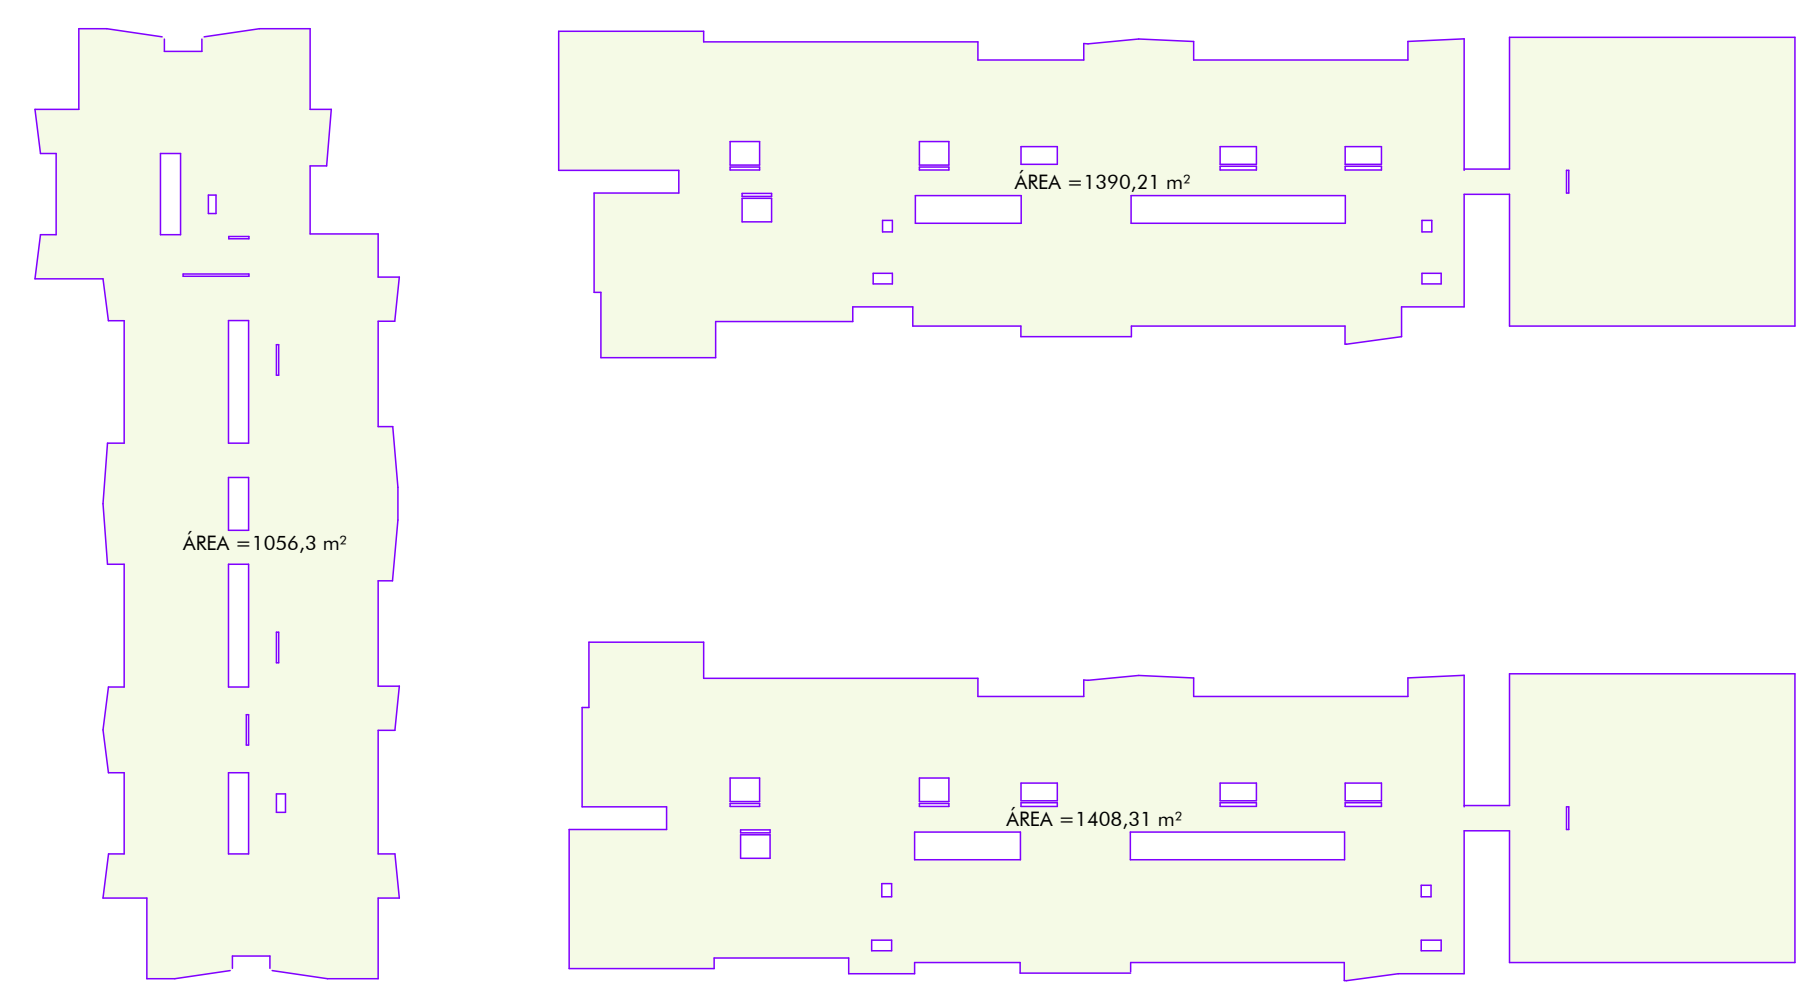 ÁREA =1390,21 m²
ÁREA =1056,3 m²
ÁREA =1408,31 m²